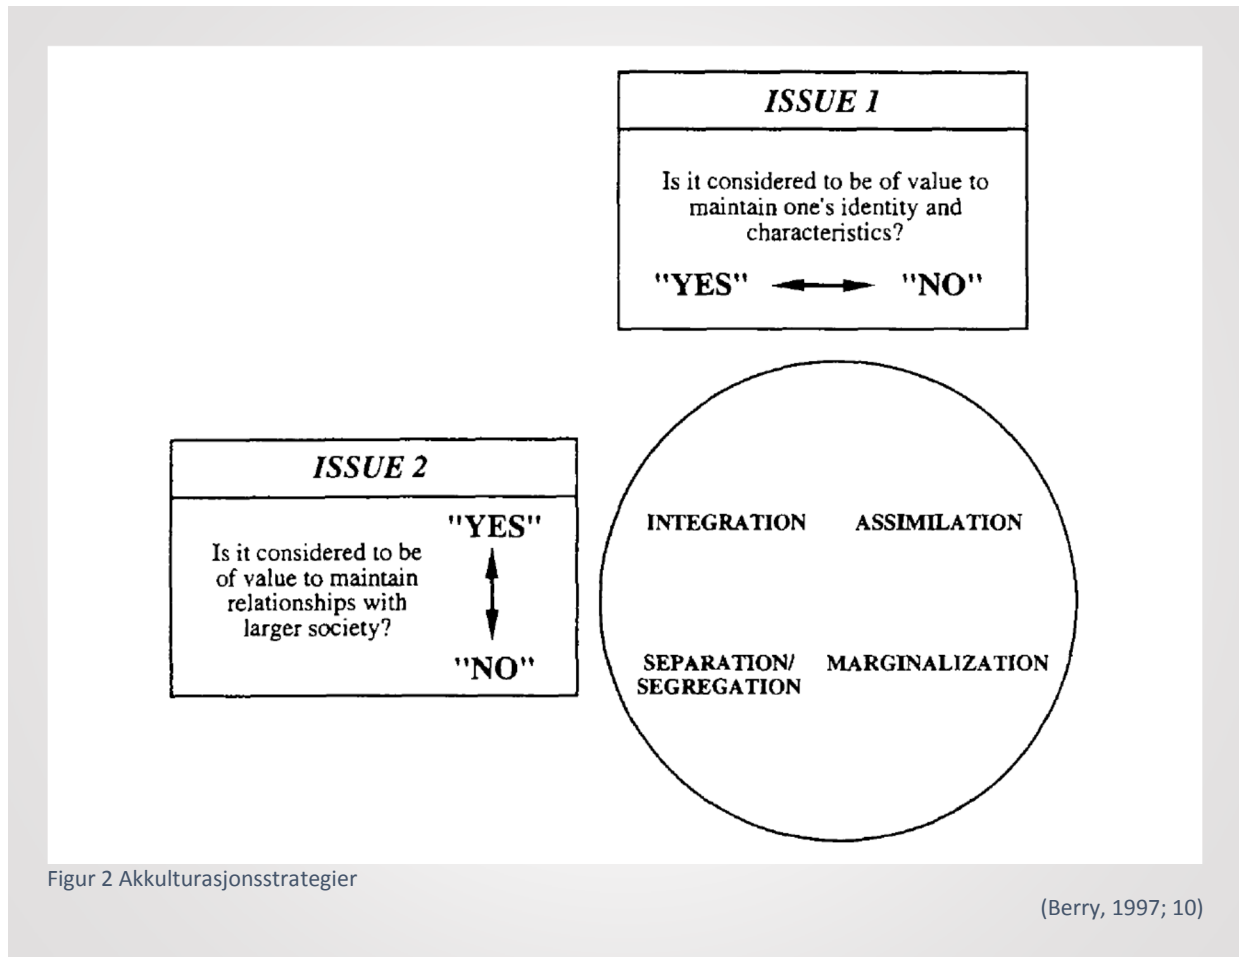 ISSUE 1
Is it considered to be of value to
maintain one's identity and
characteristics?
"YES" "NO"
ISSUE 2
"YES"
Is it considered to be
of value to maintain
relationships with
larger society?
"NO"
INTEGRATION ASSIMILATION
SEPARATION/ MARGINALIZATION
SEGREGATION
Figur 2 Akkulturasjonsstrategier
(Berry, 1997; 10)